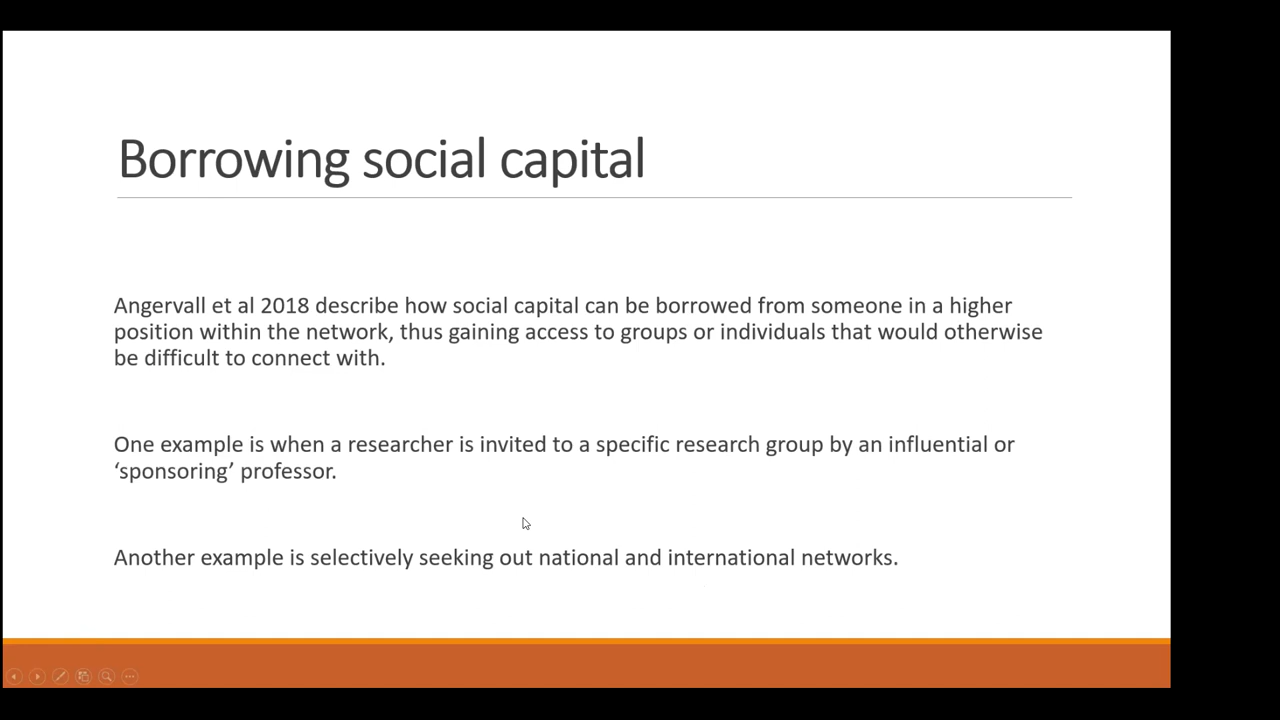 Borrowing social capital
Angervall et al 2018 describe how social capital can be borrowed from someone in a higher
position within the network, thus gaining access to groups or individuals that would otherwise
be difficult to connect with.
One example is when a researcher is invited to a specific research group by an influential or
‘sponsoring’ professor.
Another example is selectively seeking out national and international networks.